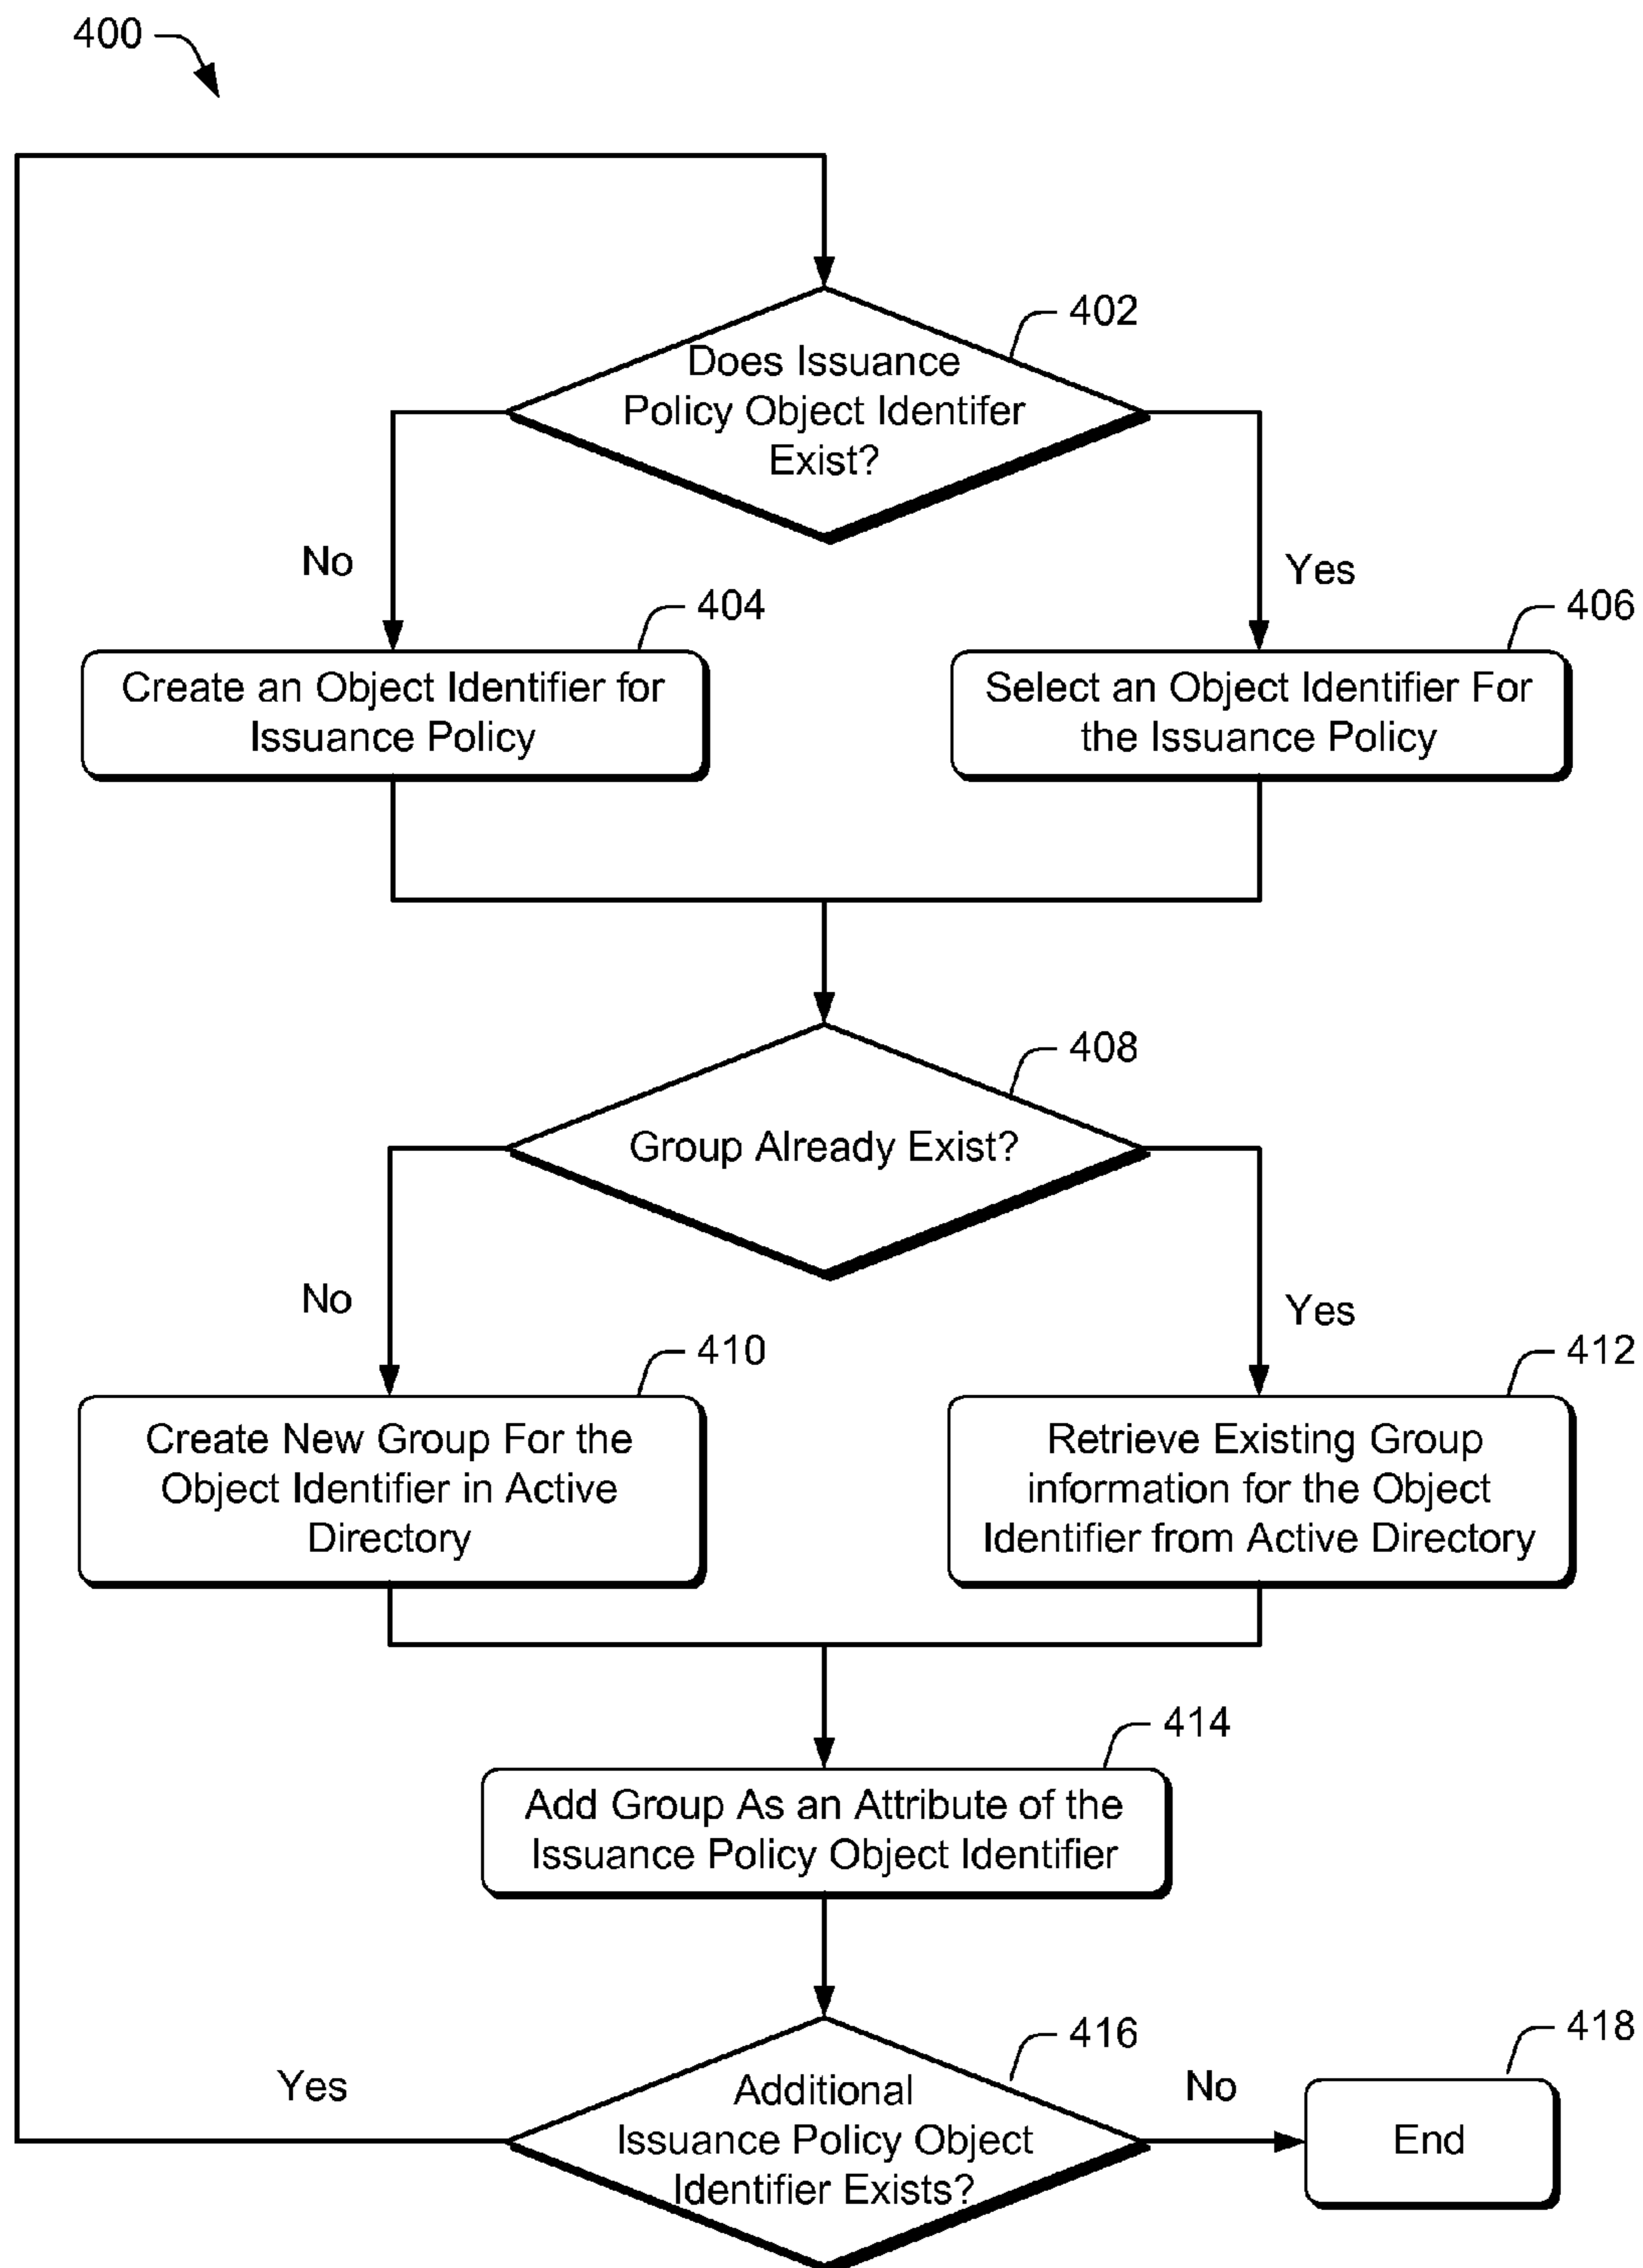 400
402
Does Issuance
Policy Object Identifer
Exist?
No
Yes
404
406
Create an Object Identifier for
Issuance Policy
Select an Object Identifier For
the Issuance Policy
408
Group Already Exist?
No
Yes
410
412
Create New Group For the
Object Identifier in Active
Directory
Retrieve Existing Group
information for the Object
Identifier from Active Directory
414
Add Group As an Attribute of the
Issuance Policy Object Identifier
416
418
Yes
Additional
Issuance Policy Object
Identifier Exists?
No
End